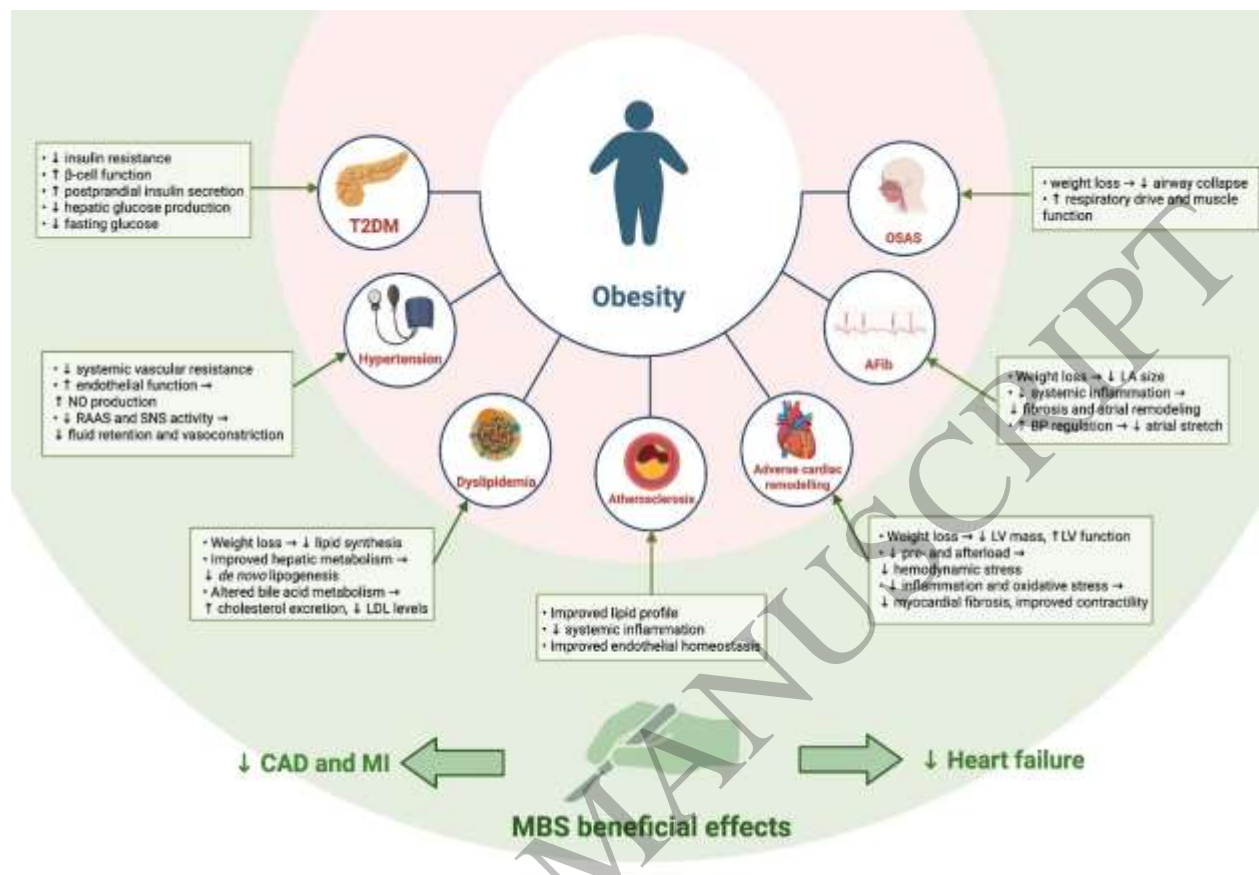 Obesity
• ↓ insulin resistance
• ↑ β-cell function
• ↑ postprandial insulin secretion
• ↓ hepatic glucose production
• ↓ fasting glucose
T2DM
• ↓ systemic vascular resistance
• ↑ endothelial function →
↑ NO production
• ↓ RAAS and SNS activity →
↓ fluid retention and vasoconstriction
Hypertension
• Weight loss → ↓ lipid synthesis
• Improved hepatic metabolism →
↓ de novo lipogenesis
• Altered bile acid metabolism →
↑ cholesterol excretion, ↓ LDL levels
Dyslipidemia
• Improved lipid profile
• ↓ systemic inflammation
• Improved endothelial homeostasis
Atherosclerosis
• Weight loss → ↓ LV mass, ↑ LV function
• ↓ pre- and afterload →
↓ hemodynamic stress
• ↓ inflammation and oxidative stress →
↓ myocardial fibrosis, improved contractility
Adverse cardiac
remodelling
• Weight loss → ↓ LA size
• ↓ systemic inflammation →
↓ fibrosis and atrial remodeling
• ↑ BP regulation → ↓ atrial stretch
AFib
• weight loss → ↓ airway collapse
• ↑ respiratory drive and muscle
function
OSAS
↓ CAD and MI
↓ Heart failure
MBS beneficial effects
MANUSCRIPT